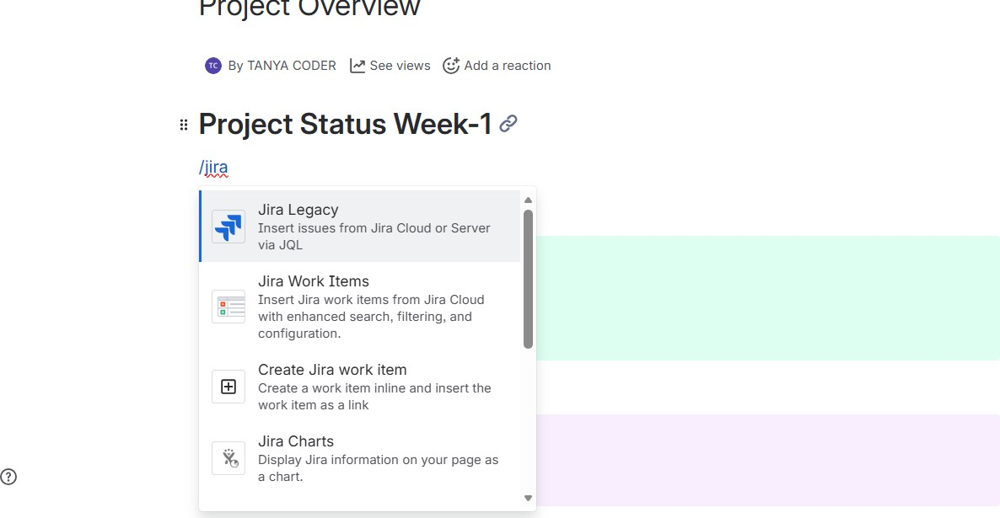 Project Overview
TC By TANYA CODER See views Add a reaction
Project Status Week-1
/jira
Jira Legacy
Insert issues from Jira Cloud or Server
via JQL
Jira Work Items
Insert Jira work items from Jira Cloud
with enhanced search, filtering, and
configuration.
Create Jira work item
Create a work item inline and insert the
work item as a link
Jira Charts
Display Jira information on your page as
a chart.